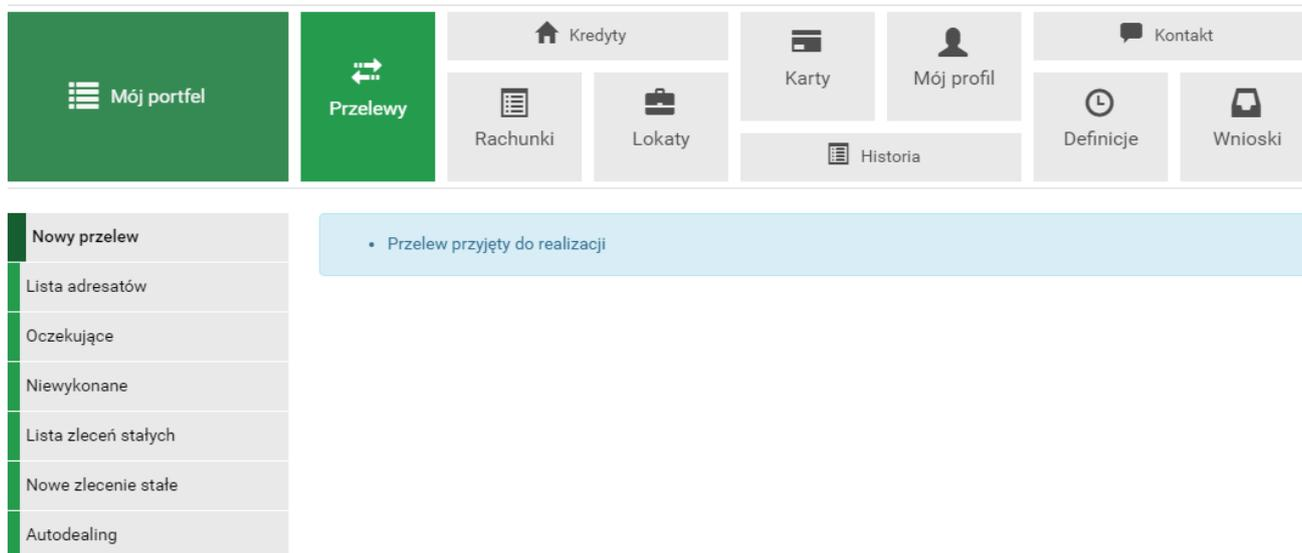 Mój portfel
Przelewy
Kredyty
Rachunki
Lokaty
Karty
Mój profil
Historia
Kontakt
Definicje
Wnioski
Nowy przelew
Lista adresatów
Oczekujące
Niewykonane
Lista zleceń stałych
Nowe zlecenie stałe
Autodealing
• Przelew przyjęty do realizacji